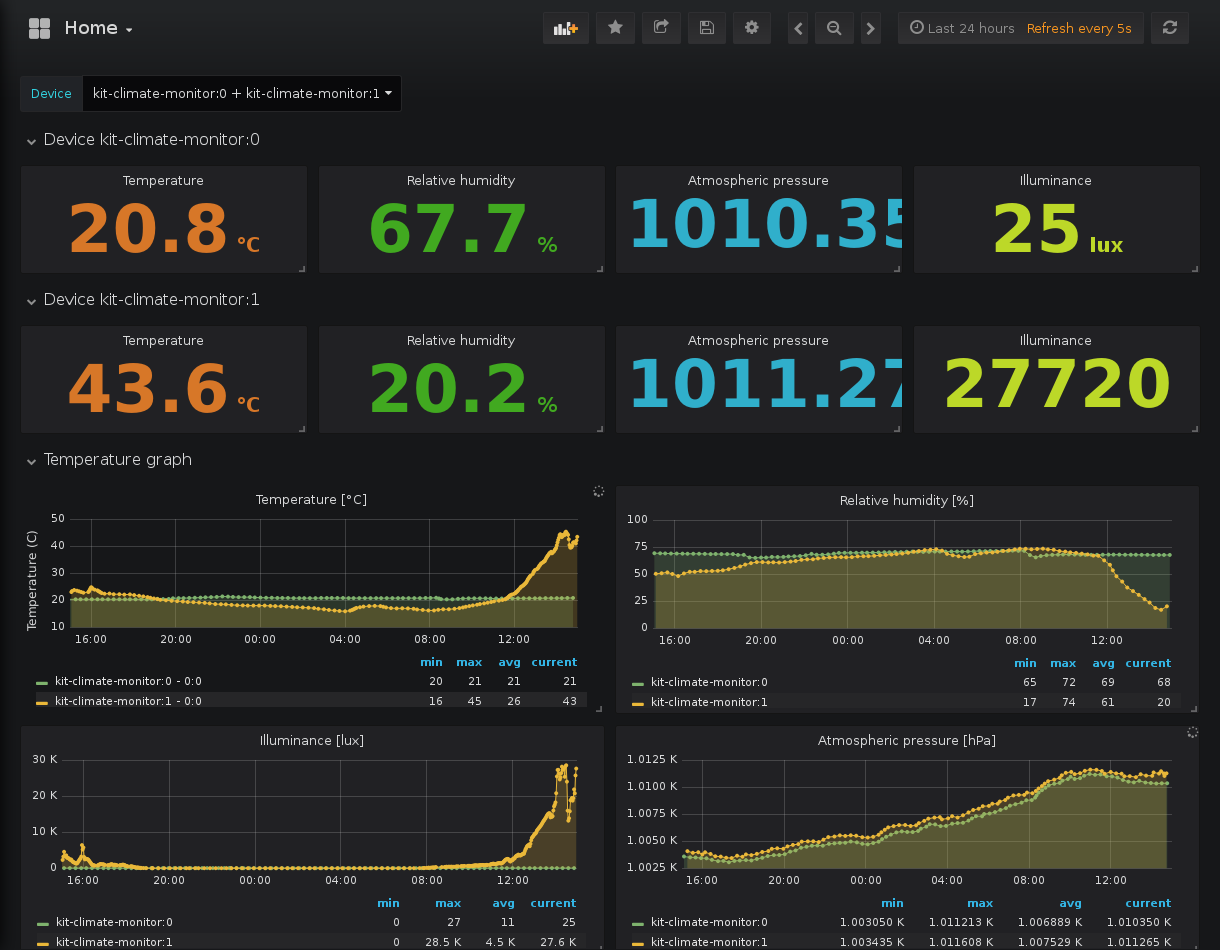 Home
Last 24 hours Refresh every 5s
Device kit-climate-monitor:0 + kit-climate-monitor:1
Device kit-climate-monitor:0
Temperature Relative humidity Atmospheric pressure Illuminance
20.8 °C 67.7 % 1010.35 25 lux
Device kit-climate-monitor:1
Temperature Relative humidity Atmospheric pressure Illuminance
43.6 °C 20.2 % 1011.27 27720
Temperature graph
Temperature [°C]
Temperature (C)
50
40
30
20
10
16:00 20:00 00:00 04:00 08:00 12:00
min max avg current
kit-climate-monitor:0 - 0:0 20 21 21 21
kit-climate-monitor:1 - 0:0 16 45 26 43
Relative humidity [%]
100
75
50
25
0
16:00 20:00 00:00 04:00 08:00 12:00
min max avg current
kit-climate-monitor:0 65 72 69 68
kit-climate-monitor:1 17 74 61 20
Illuminance [lux]
30 K
20 K
10 K
0
16:00 20:00 00:00 04:00 08:00 12:00
min max avg current
kit-climate-monitor:0 0 27 11 25
kit-climate-monitor:1 0 28.5 K 4.5 K 27.6 K
Atmospheric pressure [hPa]
1.0125 K
1.0100 K
1.0075 K
1.0050 K
1.0025 K
16:00 20:00 00:00 04:00 08:00 12:00
min max avg current
kit-climate-monitor:0 1.003050 K 1.011213 K 1.006889 K 1.010350 K
kit-climate-monitor:1 1.003435 K 1.011608 K 1.007529 K 1.011265 K